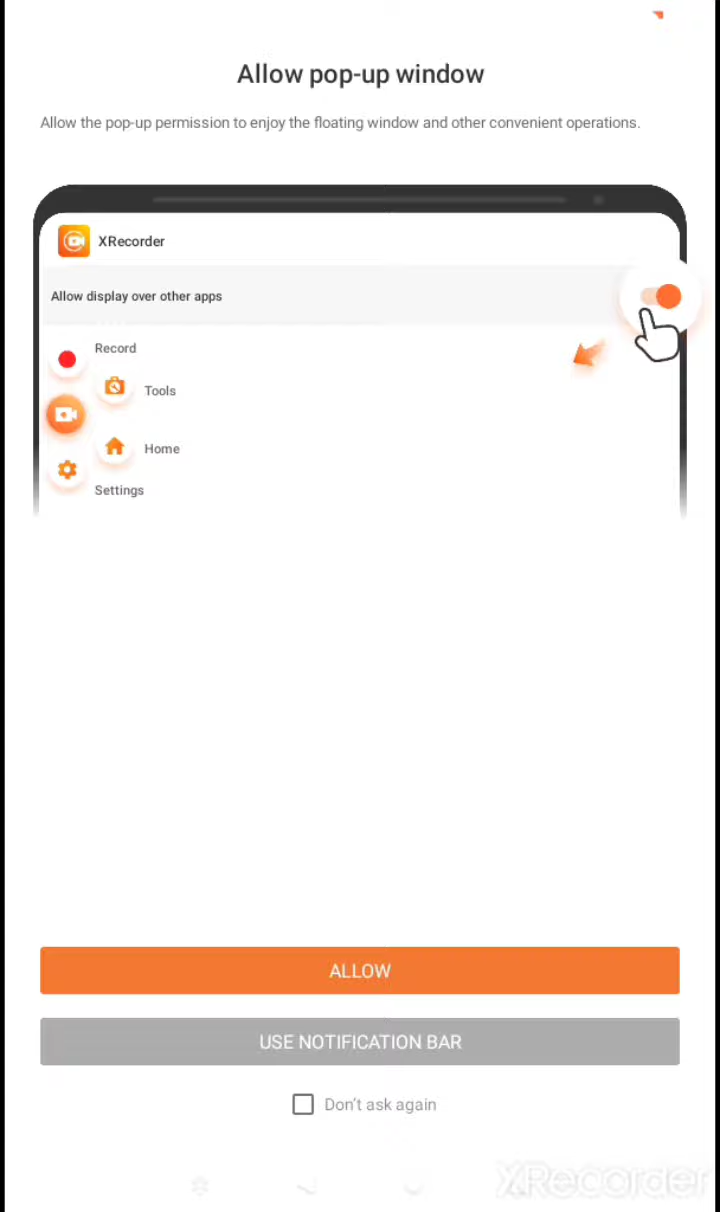 Allow pop-up window
Allow the pop-up permission to enjoy the floating window and other convenient operations.
XRecorder
Allow display over other apps
Record
Tools
Home
Settings
ALLOW
USE NOTIFICATION BAR
Don't ask again
XRecorder